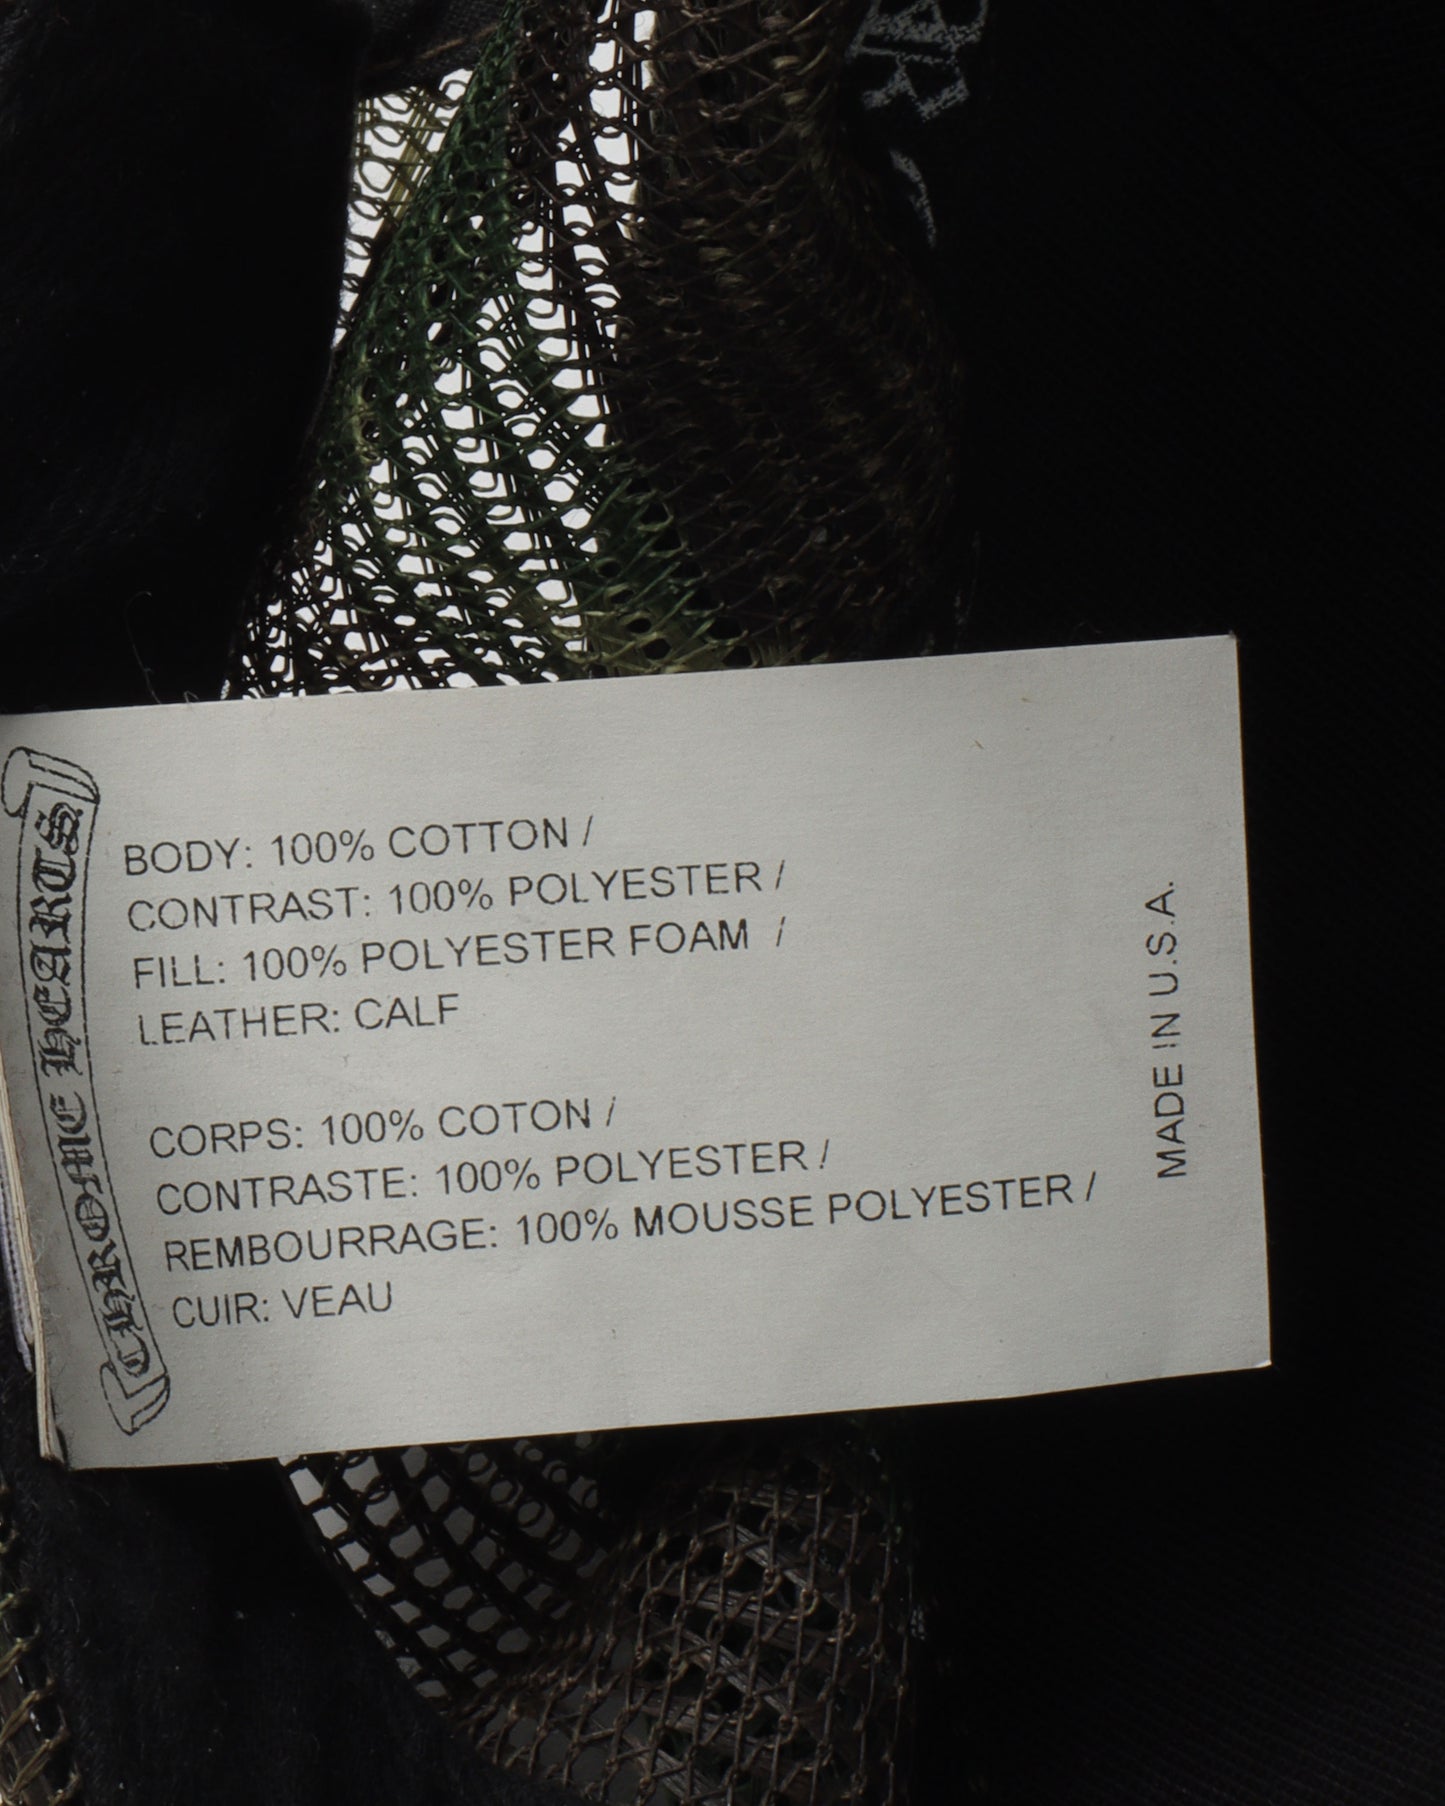 CHROME HEARTS
BODY: 100% COTTON /
CONTRAST: 100% POLYESTER /
FILL: 100% POLYESTER FOAM /
LEATHER: CALF
CORPS: 100% COTON /
CONTRASTE: 100% POLYESTER /
REMBOURRAGE: 100% MOUSSE POLYESTER /
CUIR: VEAU
MADE IN U.S.A.